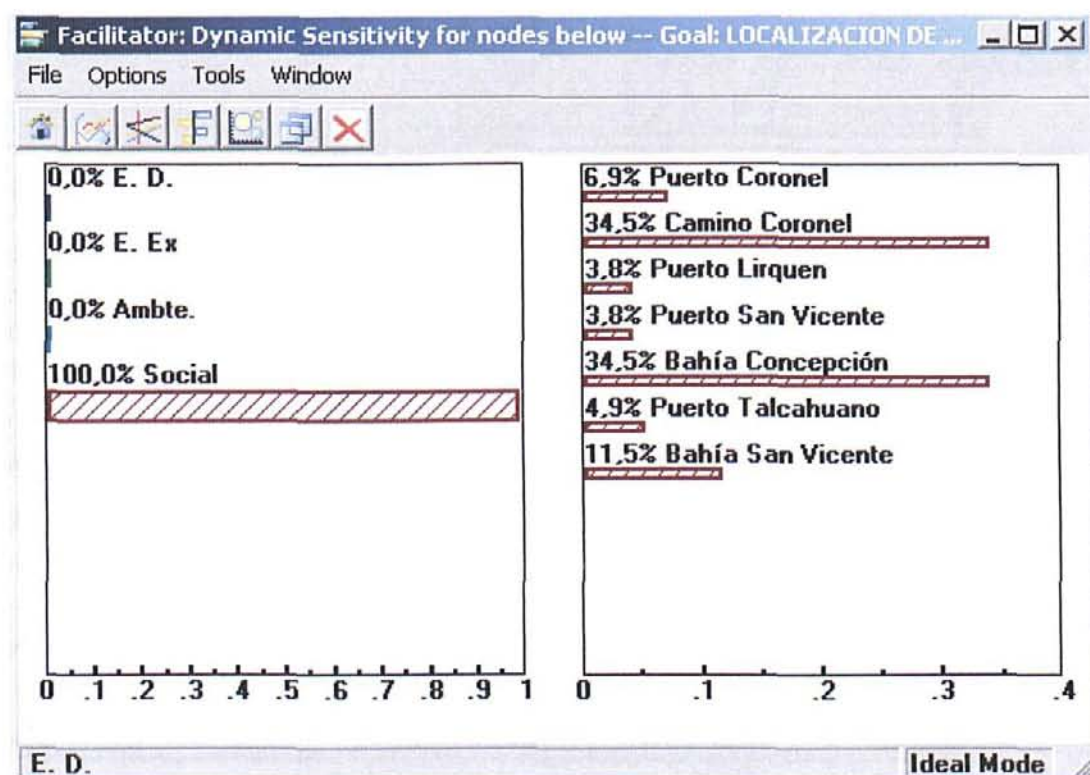 Facilitator: Dynamic Sensitivity for nodes below -- Goal: LOCALIZACION DE ...
File Options Tools Window
0,0% E. D.
0,0% E. Ex
0,0% Ambte.
100,0% Social
0 .1 .2 .3 .4 .5 .6 .7 .8 .9 1
6,9% Puerto Coronel
34,5% Camino Coronel
3,8% Puerto Lirquen
3,8% Puerto San Vicente
34,5% Bahía Concepción
4,9% Puerto Talcahuano
11,5% Bahía San Vicente
0 .1 .2 .3 .4
E. D.
Ideal Mode